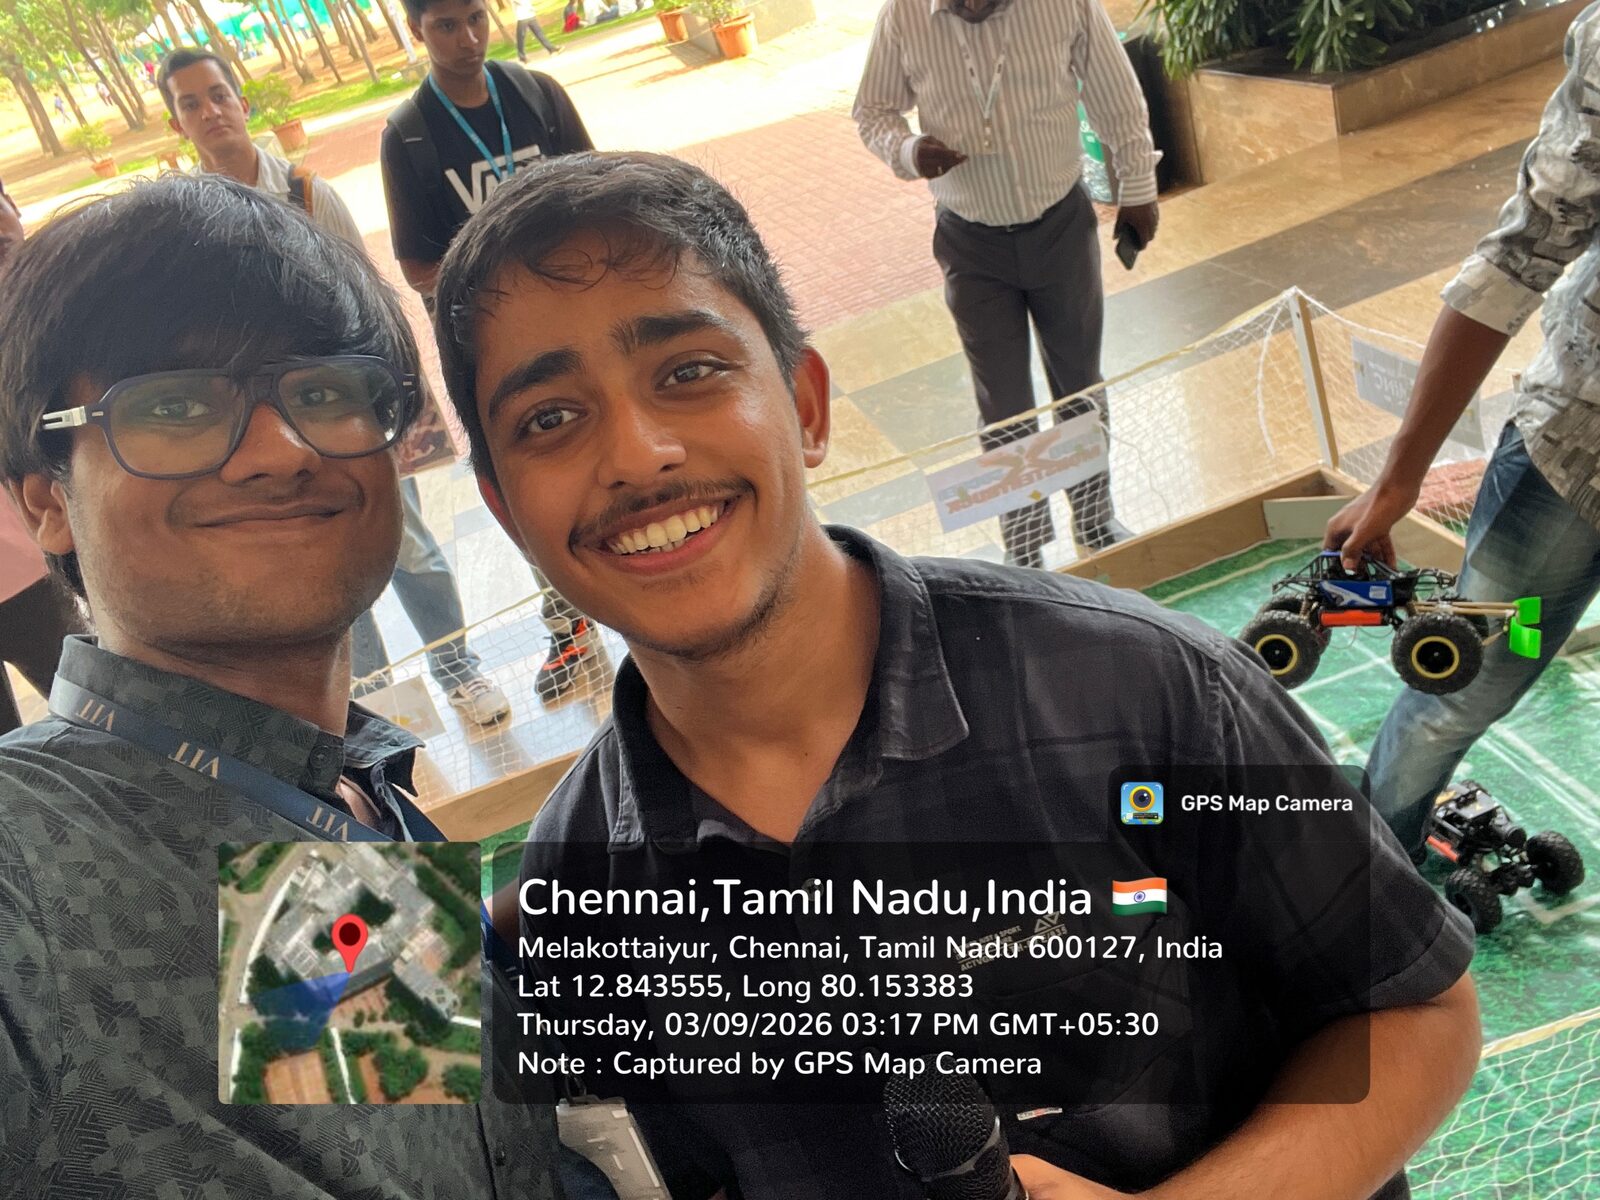 VANS
VIT
VIT
VIT
GPS Map Camera
Chennai,Tamil Nadu,India
Melakottaiyur, Chennai, Tamil Nadu 600127, India
Lat 12.843555, Long 80.153383
Thursday, 03/09/2026 03:17 PM GMT+05:30
Note : Captured by GPS Map Camera